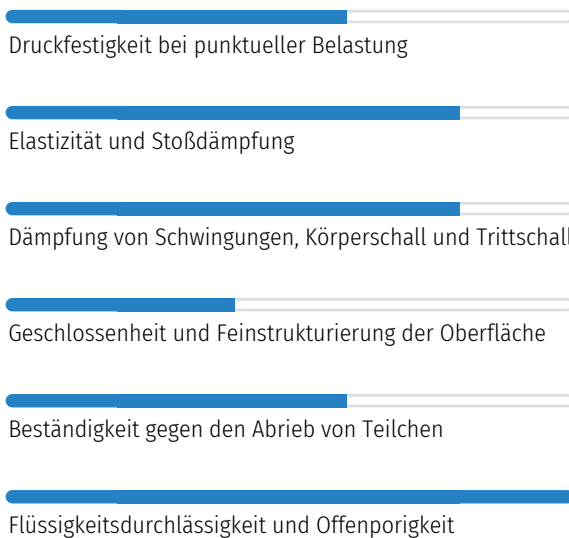 Druckfestigkeit bei punktueller Belastung
Elastizität und Stoßdämpfung
Dämpfung von Schwingungen, Körperschall und Trittschall
Geschlossenheit und Feinstrukturierung der Oberfläche
Beständigkeit gegen den Abrieb von Teilchen
Flüssigkeitsdurchlässigkeit und Offenporigkeit